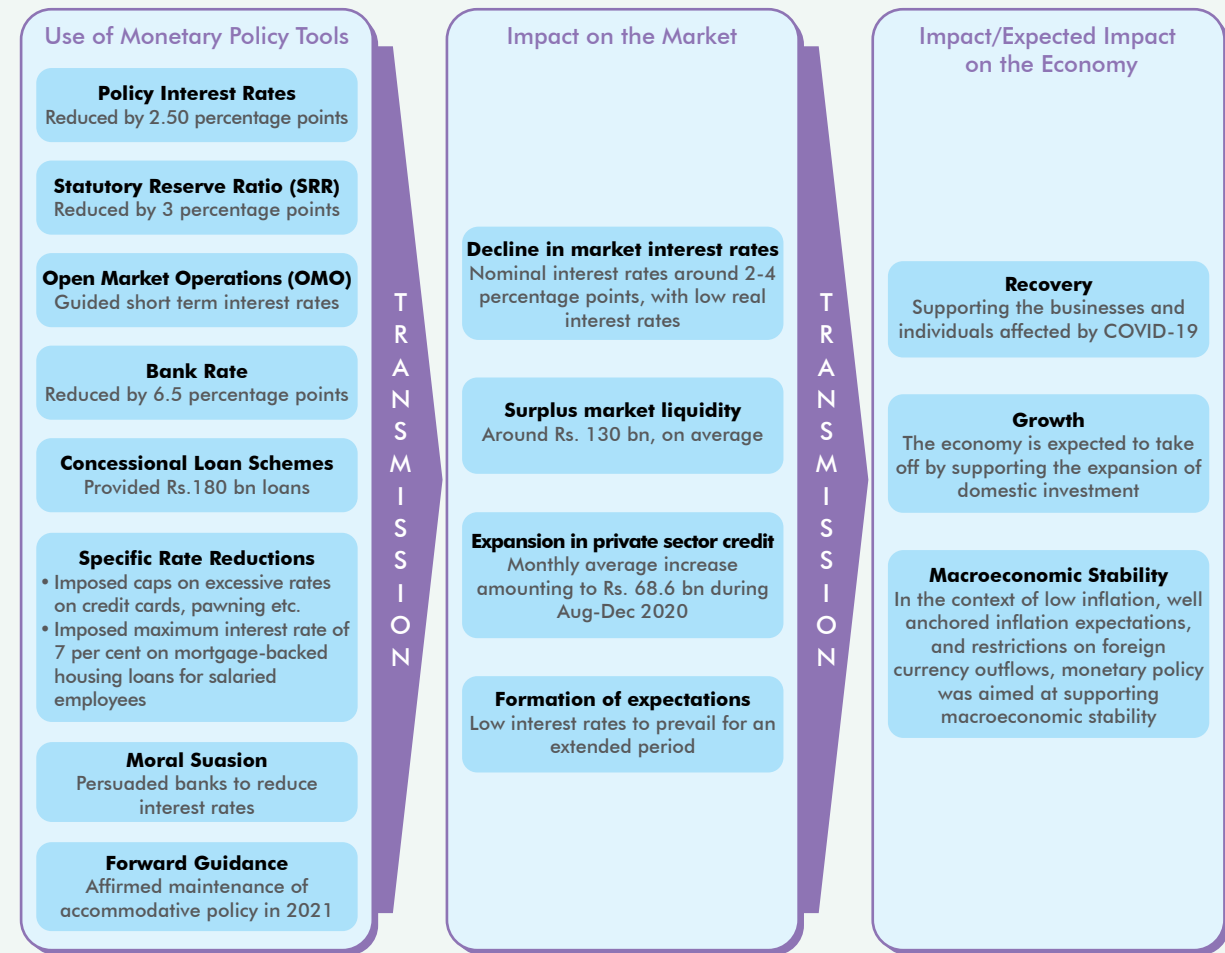 Use of Monetary Policy Tools
Policy Interest Rates
Reduced by 2.50 percentage points
Statutory Reserve Ratio (SRR)
Reduced by 3 percentage points
Open Market Operations (OMO)
Guided short term interest rates
Bank Rate
Reduced by 6.5 percentage points
Concessional Loan Schemes
Provided Rs.180 bn loans
Specific Rate Reductions
• Imposed caps on excessive rates
on credit cards, pawning etc.
• Imposed maximum interest rate of
7 per cent on mortgage-backed
housing loans for salaried
employees
Moral Suasion
Persuaded banks to reduce
interest rates
Forward Guidance
Affirmed maintenance of
accommodative policy in 2021
TRANSMISSION
Impact on the Market
Decline in market interest rates
Nominal interest rates around 2-4
percentage points, with low real
interest rates
Surplus market liquidity
Around Rs. 130 bn, on average
Expansion in private sector credit
Monthly average increase
amounting to Rs. 68.6 bn during
Aug-Dec 2020
Formation of expectations
Low interest rates to prevail for an
extended period
TRANSMISSION
Impact/Expected Impact
on the Economy
Recovery
Supporting the businesses and
individuals affected by COVID-19
Growth
The economy is expected to take
off by supporting the expansion of
domestic investment
Macroeconomic Stability
In the context of low inflation, well
anchored inflation expectations,
and restrictions on foreign
currency outflows, monetary policy
was aimed at supporting
macroeconomic stability